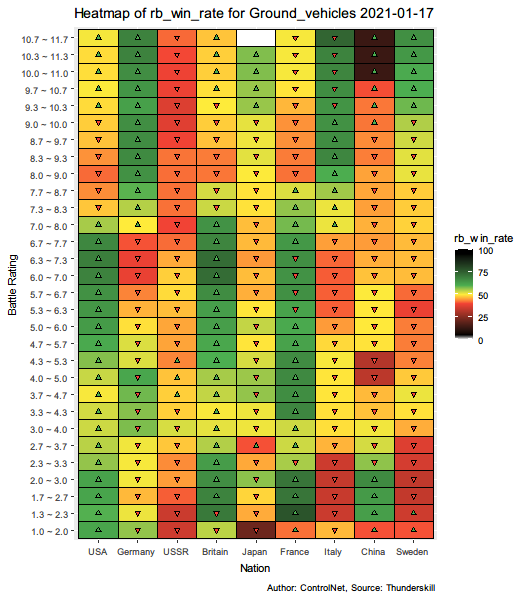 Heatmap of rb_win_rate for Ground_vehicles 2021-01-17
Battle Rating
10.7 ~ 11.7
10.3 ~ 11.3
10.0 ~ 11.0
9.7 ~ 10.7
9.3 ~ 10.3
9.0 ~ 10.0
8.7 ~ 9.7
8.3 ~ 9.3
8.0 ~ 9.0
7.7 ~ 8.7
7.3 ~ 8.3
7.0 ~ 8.0
6.7 ~ 7.7
6.3 ~ 7.3
6.0 ~ 7.0
5.7 ~ 6.7
5.3 ~ 6.3
5.0 ~ 6.0
4.7 ~ 5.7
4.3 ~ 5.3
4.0 ~ 5.0
3.7 ~ 4.7
3.3 ~ 4.3
3.0 ~ 4.0
2.7 ~ 3.7
2.3 ~ 3.3
2.0 ~ 3.0
1.7 ~ 2.7
1.3 ~ 2.3
1.0 ~ 2.0
USA Germany USSR Britain Japan France Italy China Sweden
Nation
rb_win_rate
100
75
50
25
0
Author: ControlNet, Source: Thunderskill